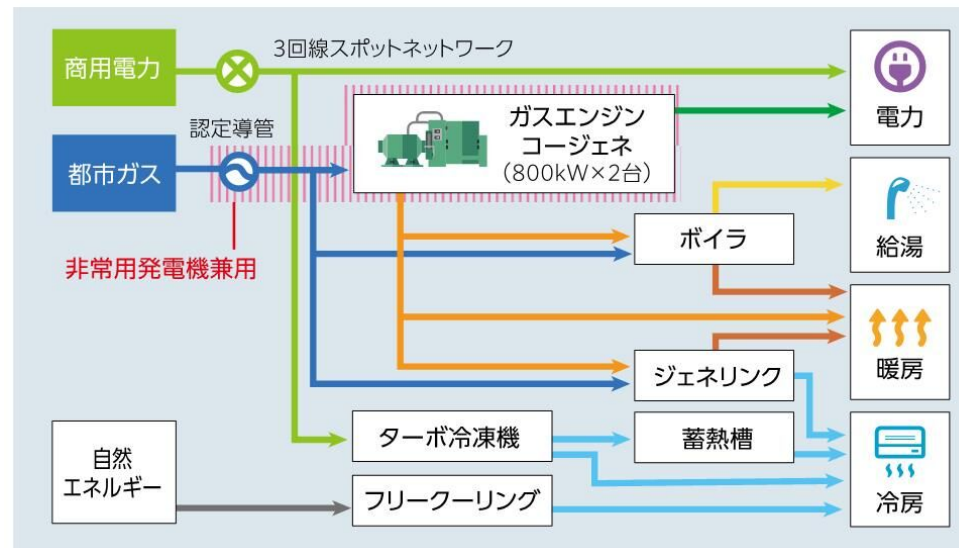 商用電力
3回線スポットネットワーク
電力
認定導管
都市ガス
ガスエンジン
コージェネ
(800kW×2台)
非常用発電機兼用
ボイラ
給湯
暖房
ジェネリンク
自然
エネルギー
ターボ冷凍機
蓄熱槽
フリークーリング
冷房